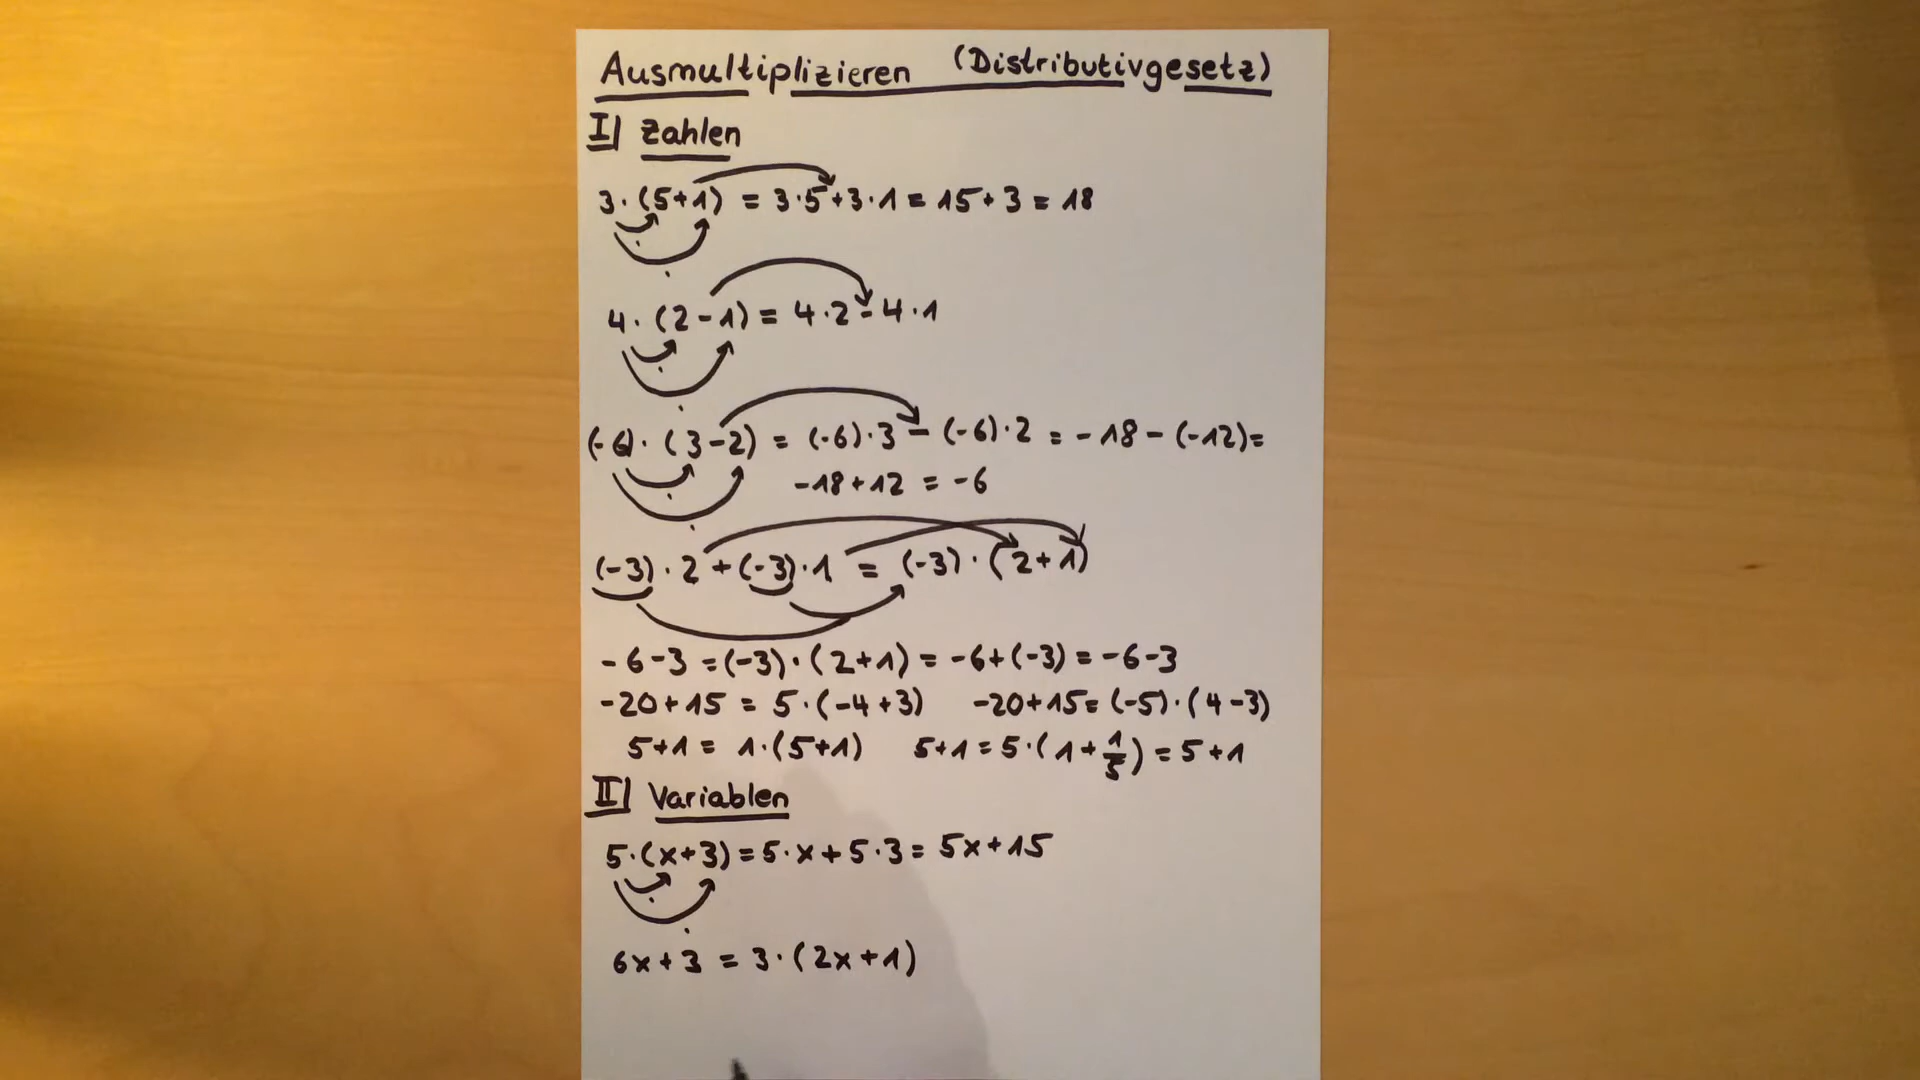 Ausmultiplizieren (Distributivgesetz)
I) Zahlen
3·(5+1) = 3·5+3·1 = 15+3 = 18
4·(2-1) = 4·2-4·1
(-6)·(3-2) = (-6)·3-(-6)·2 = -18-(-12)=
-18+12 = -6
(-3)·2+(-3)·1 = (-3)·(2+1)
-6-3 = (-3)·(2+1) = -6+(-3) = -6-3
-20+15 = 5·(-4+3) -20+15= (-5)·(4-3)
5+1 = 1·(5+1) 5+1 = 5·(1+1/5) = 5+1
II) Variablen
5·(x+3) = 5·x+5·3 = 5x+15
6x+3 = 3·(2x+1)